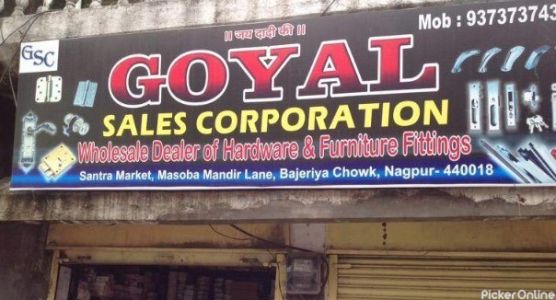 || जय दादी की ||
Mob : 937373743
GSC
GOYAL
SALES CORPORATION
Wholesale Dealer of Hardware & Furniture Fittings
Santra Market, Masoba Mandir Lane, Bajeriya Chowk, Nagpur- 440018
PickerOnline